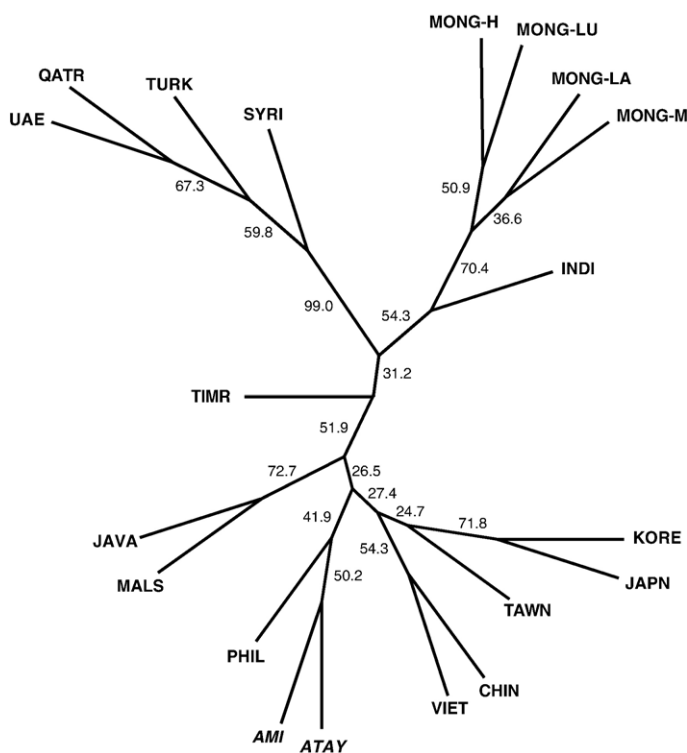 MONG-H
MONG-LU
QATR
TURK
MONG-LA
UAE
SYRI
MONG-M
67.3
50.9
36.6
59.8
70.4
INDI
99.0
54.3
31.2
TIMR
51.9
72.7
26.5
27.4
24.7
71.8
41.9
54.3
KORE
JAVA
50.2
JAPN
MALS
TAWN
PHIL
CHIN
VIET
AMI
ATAY